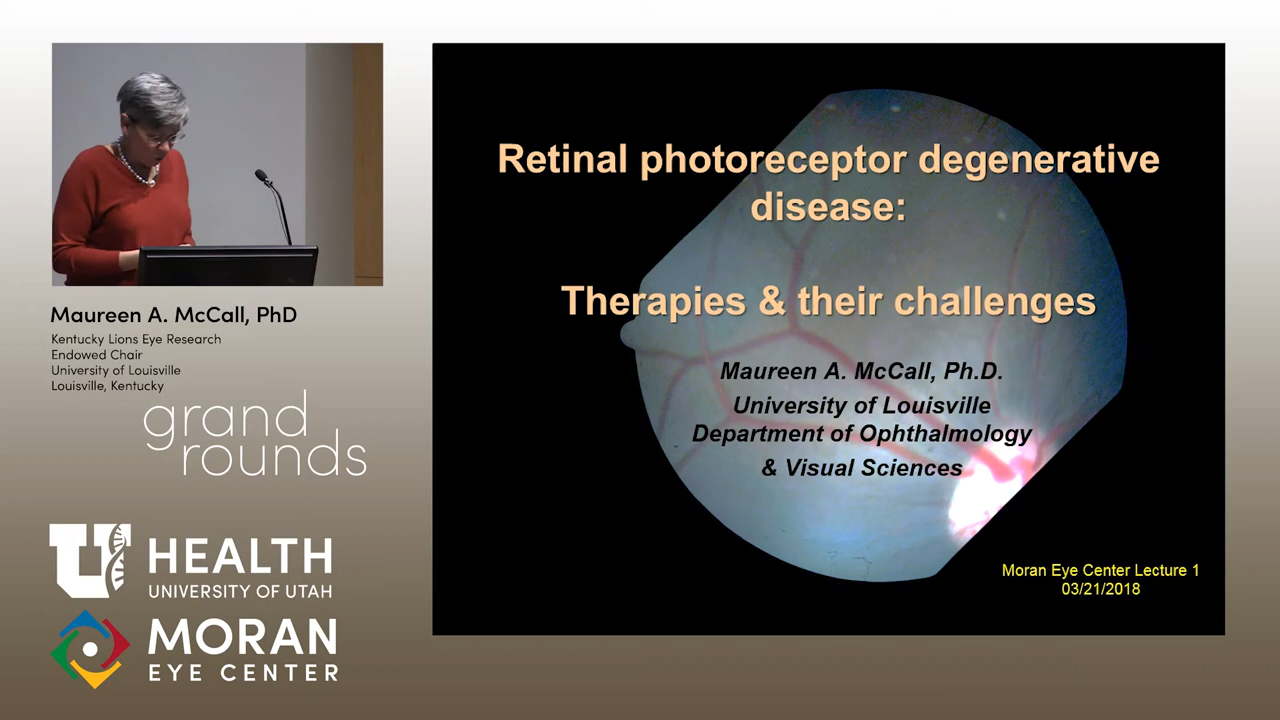 Maureen A. McCall, PhD
Kentucky Lions Eye Research
Endowed Chair
University of Louisville
Louisville, Kentucky
grand
rounds
U HEALTH
UNIVERSITY OF UTAH
MORAN
EYE CENTER
Retinal photoreceptor degenerative
disease:
Therapies & their challenges
Maureen A. McCall, Ph.D.
University of Louisville
Department of Ophthalmology
& Visual Sciences
Moran Eye Center Lecture 1
03/21/2018